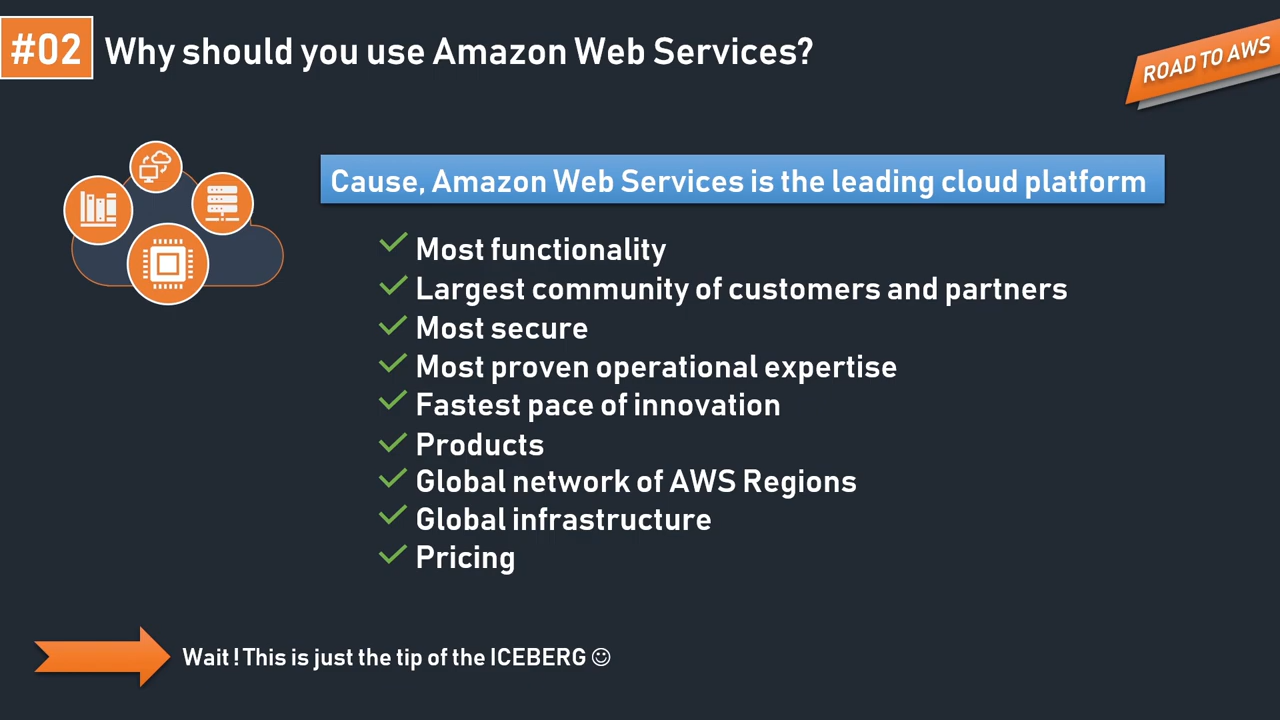 #02 Why should you use Amazon Web Services?
ROAD TO AWS
Cause, Amazon Web Services is the leading cloud platform
Most functionality
Largest community of customers and partners
Most secure
Most proven operational expertise
Fastest pace of innovation
Products
Global network of AWS Regions
Global infrastructure
Pricing
Wait ! This is just the tip of the ICEBERG ☺